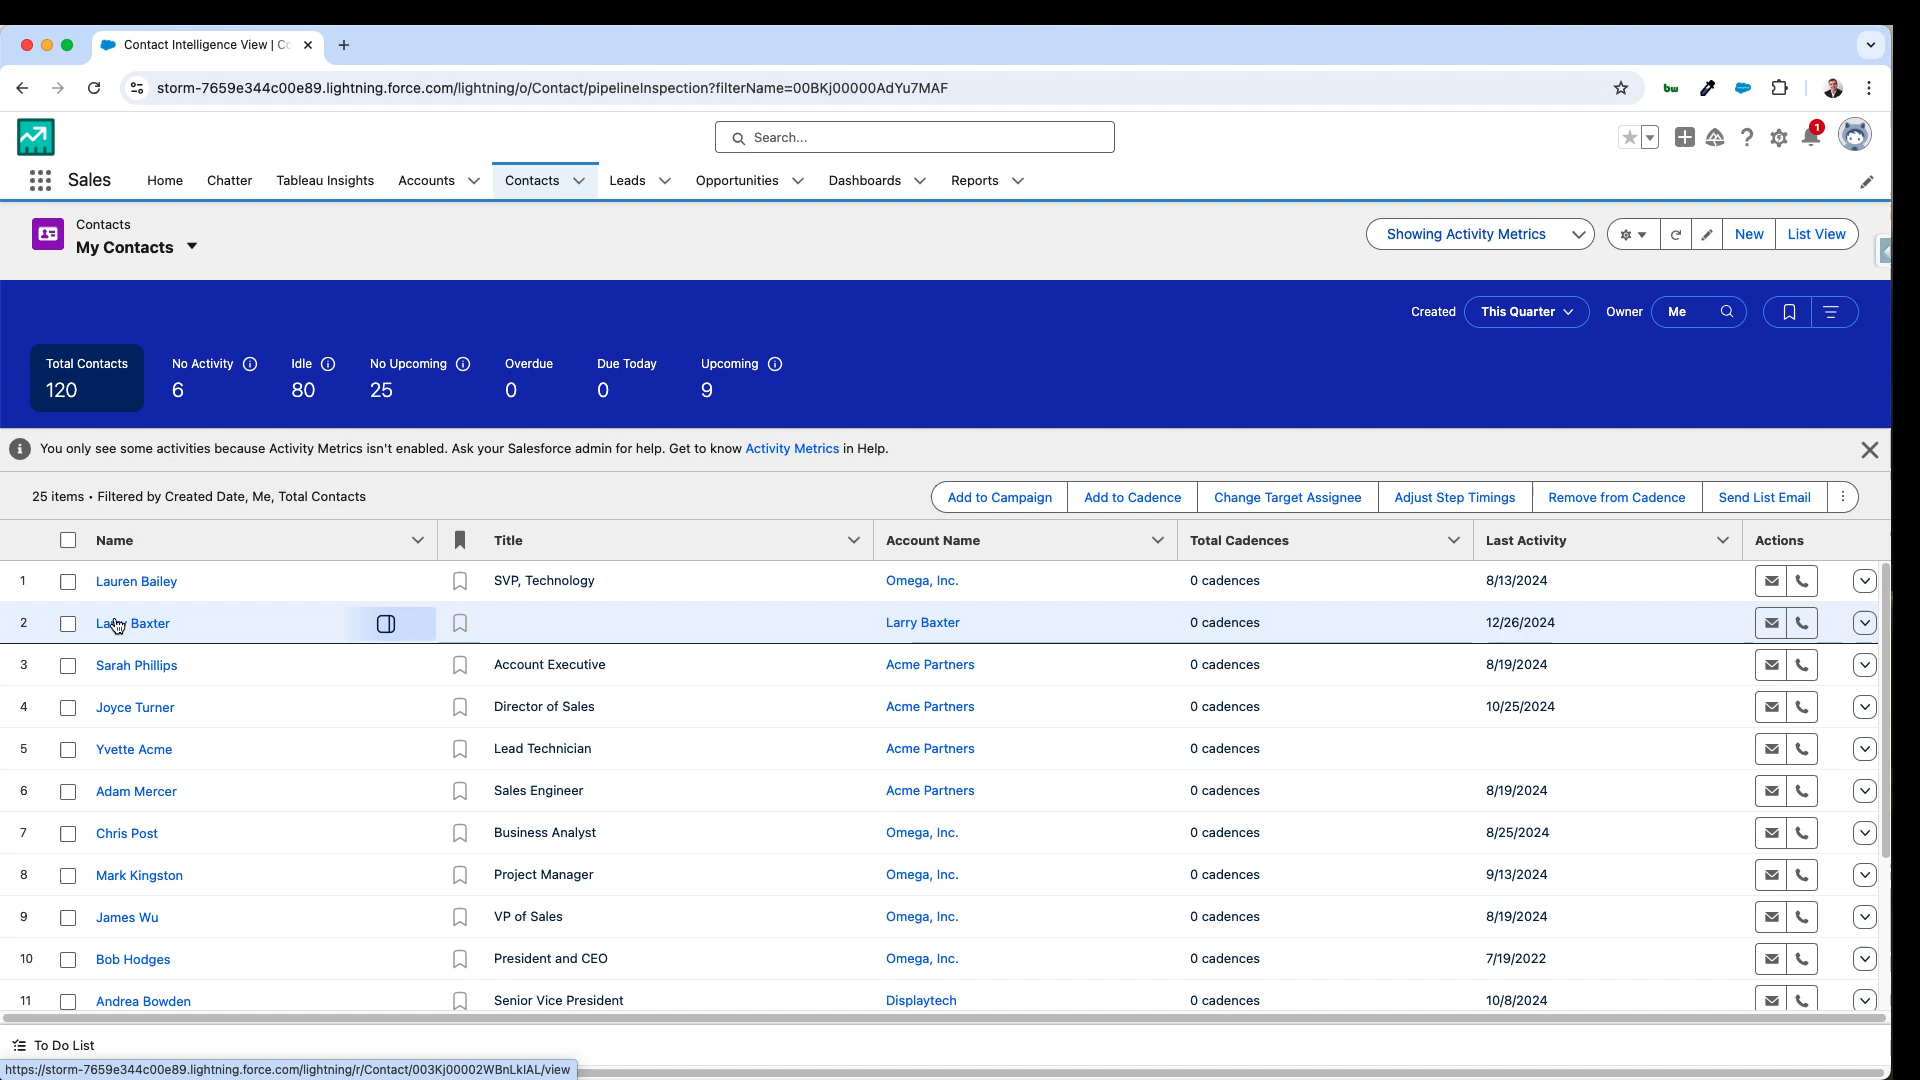 Contact Intelligence View | Co
storm-7659e344c00e89.lightning.force.com/lightning/o/Contact/pipelineInspection?filterName=00BKj00000AdYu7MAF
bw
Search...
1
Sales Home Chatter Tableau Insights Accounts Contacts Leads Opportunities Dashboards Reports
Contacts
My Contacts
Showing Activity Metrics New List View
Created This Quarter Owner Me
Total Contacts No Activity Idle No Upcoming Overdue Due Today Upcoming
120 6 80 25 0 0 9
You only see some activities because Activity Metrics isn't enabled. Ask your Salesforce admin for help. Get to know Activity Metrics in Help.
25 items • Filtered by Created Date, Me, Total Contacts
Add to Campaign Add to Cadence Change Target Assignee Adjust Step Timings Remove from Cadence Send List Email
Name Title Account Name Total Cadences Last Activity Actions
1 Lauren Bailey SVP, Technology Omega, Inc. 0 cadences 8/13/2024
2 Larry Baxter Larry Baxter 0 cadences 12/26/2024
3 Sarah Phillips Account Executive Acme Partners 0 cadences 8/19/2024
4 Joyce Turner Director of Sales Acme Partners 0 cadences 10/25/2024
5 Yvette Acme Lead Technician Acme Partners 0 cadences
6 Adam Mercer Sales Engineer Acme Partners 0 cadences 8/19/2024
7 Chris Post Business Analyst Omega, Inc. 0 cadences 8/25/2024
8 Mark Kingston Project Manager Omega, Inc. 0 cadences 9/13/2024
9 James Wu VP of Sales Omega, Inc. 0 cadences 8/19/2024
10 Bob Hodges President and CEO Omega, Inc. 0 cadences 7/19/2022
11 Andrea Bowden Senior Vice President Displaytech 0 cadences 10/8/2024
To Do List
https://storm-7659e344c00e89.lightning.force.com/lightning/r/Contact/003Kj00002WBnLkIAL/view